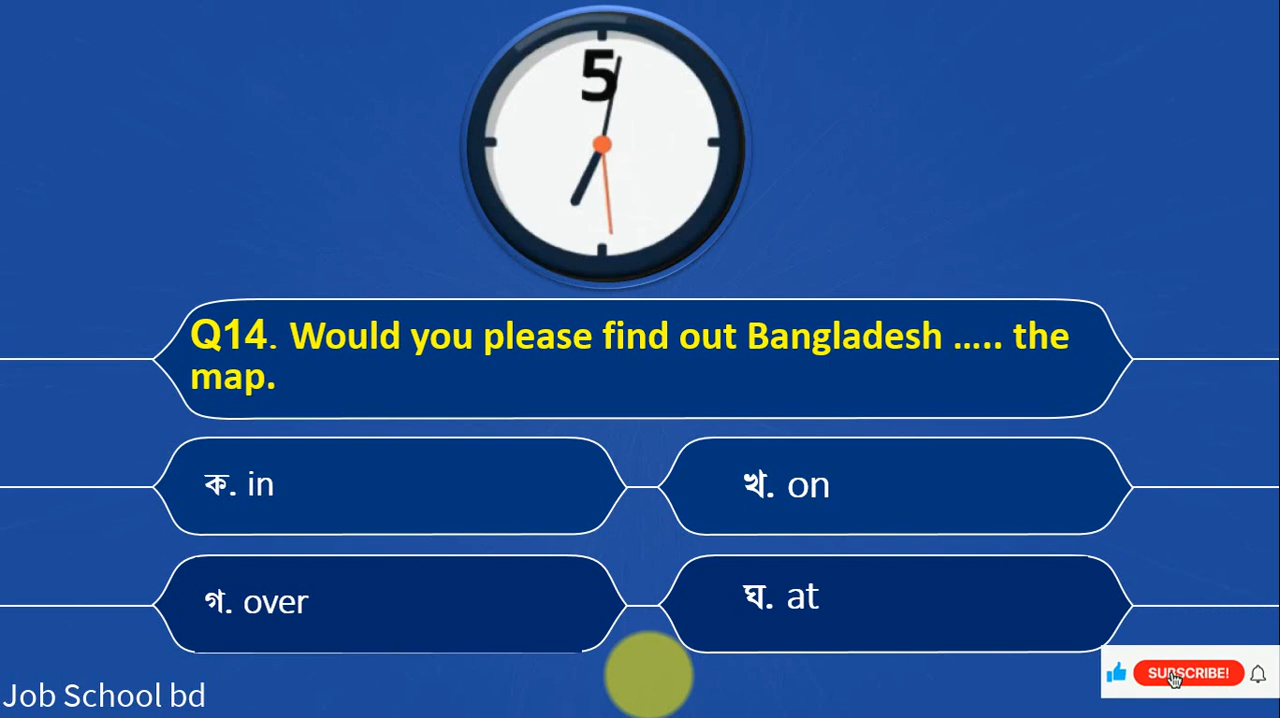 5
Q14. Would you please find out Bangladesh ..... the
map.
ক. in
খ. on
গ. over
ঘ. at
Job School bd
SUBSCRIBE!